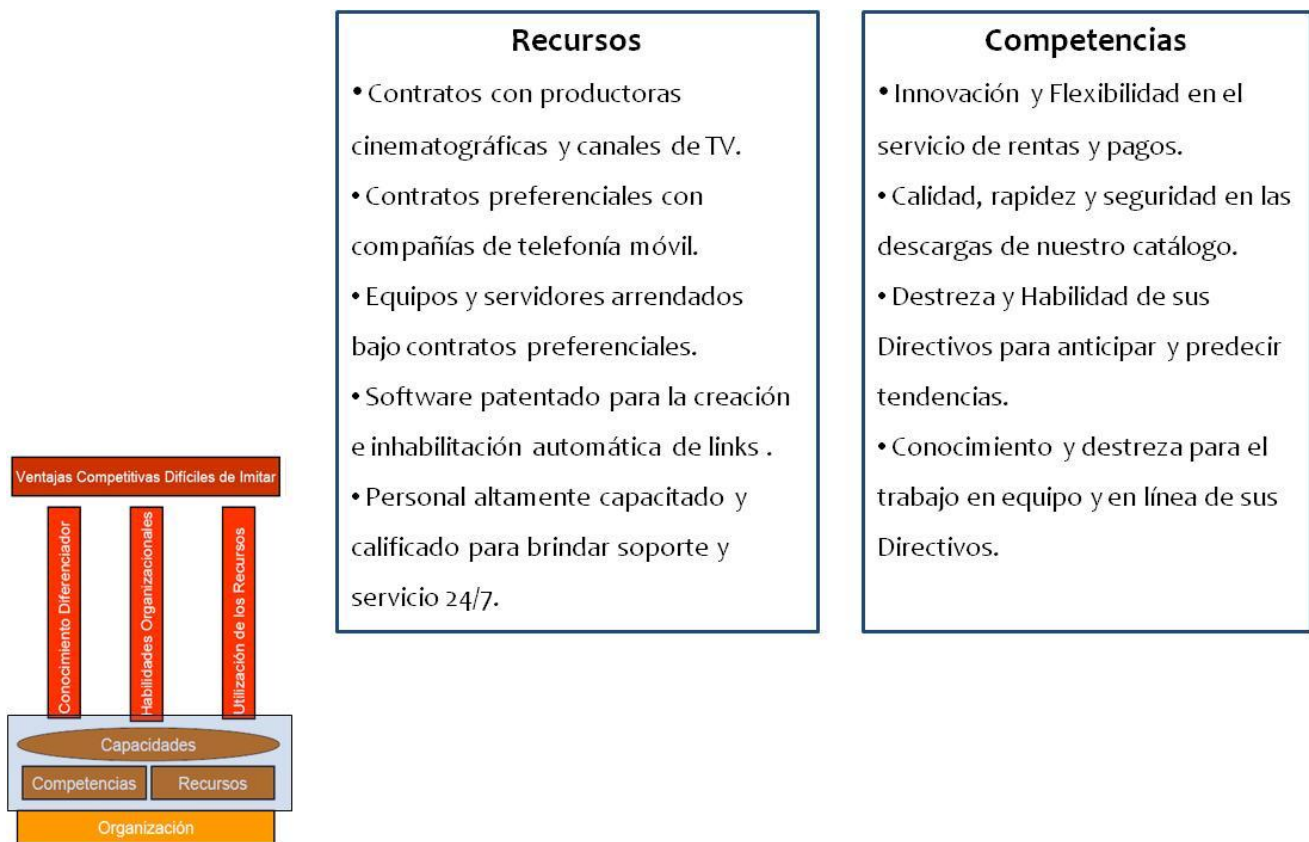 Recursos
• Contratos con productoras
cinematográficas y canales de TV.
• Contratos preferenciales con
compañías de telefonía móvil.
• Equipos y servidores arrendados
bajo contratos preferenciales.
• Software patentado para la creación
e inhabilitación automática de links .
• Personal altamente capacitado y
calificado para brindar soporte y
servicio 24/7.
Competencias
• Innovación y Flexibilidad en el
servicio de rentas y pagos.
• Calidad, rapidez y seguridad en las
descargas de nuestro catálogo.
• Destreza y Habilidad de sus
Directivos para anticipar y predecir
tendencias.
• Conocimiento y destreza para el
trabajo en equipo y en línea de sus
Directivos.
Ventajas Competitivas Difíciles de Imitar
Conocimiento Diferenciador
Habilidades Organizacionales
Utilización de los Recursos
Capacidades
Competencias
Recursos
Organización